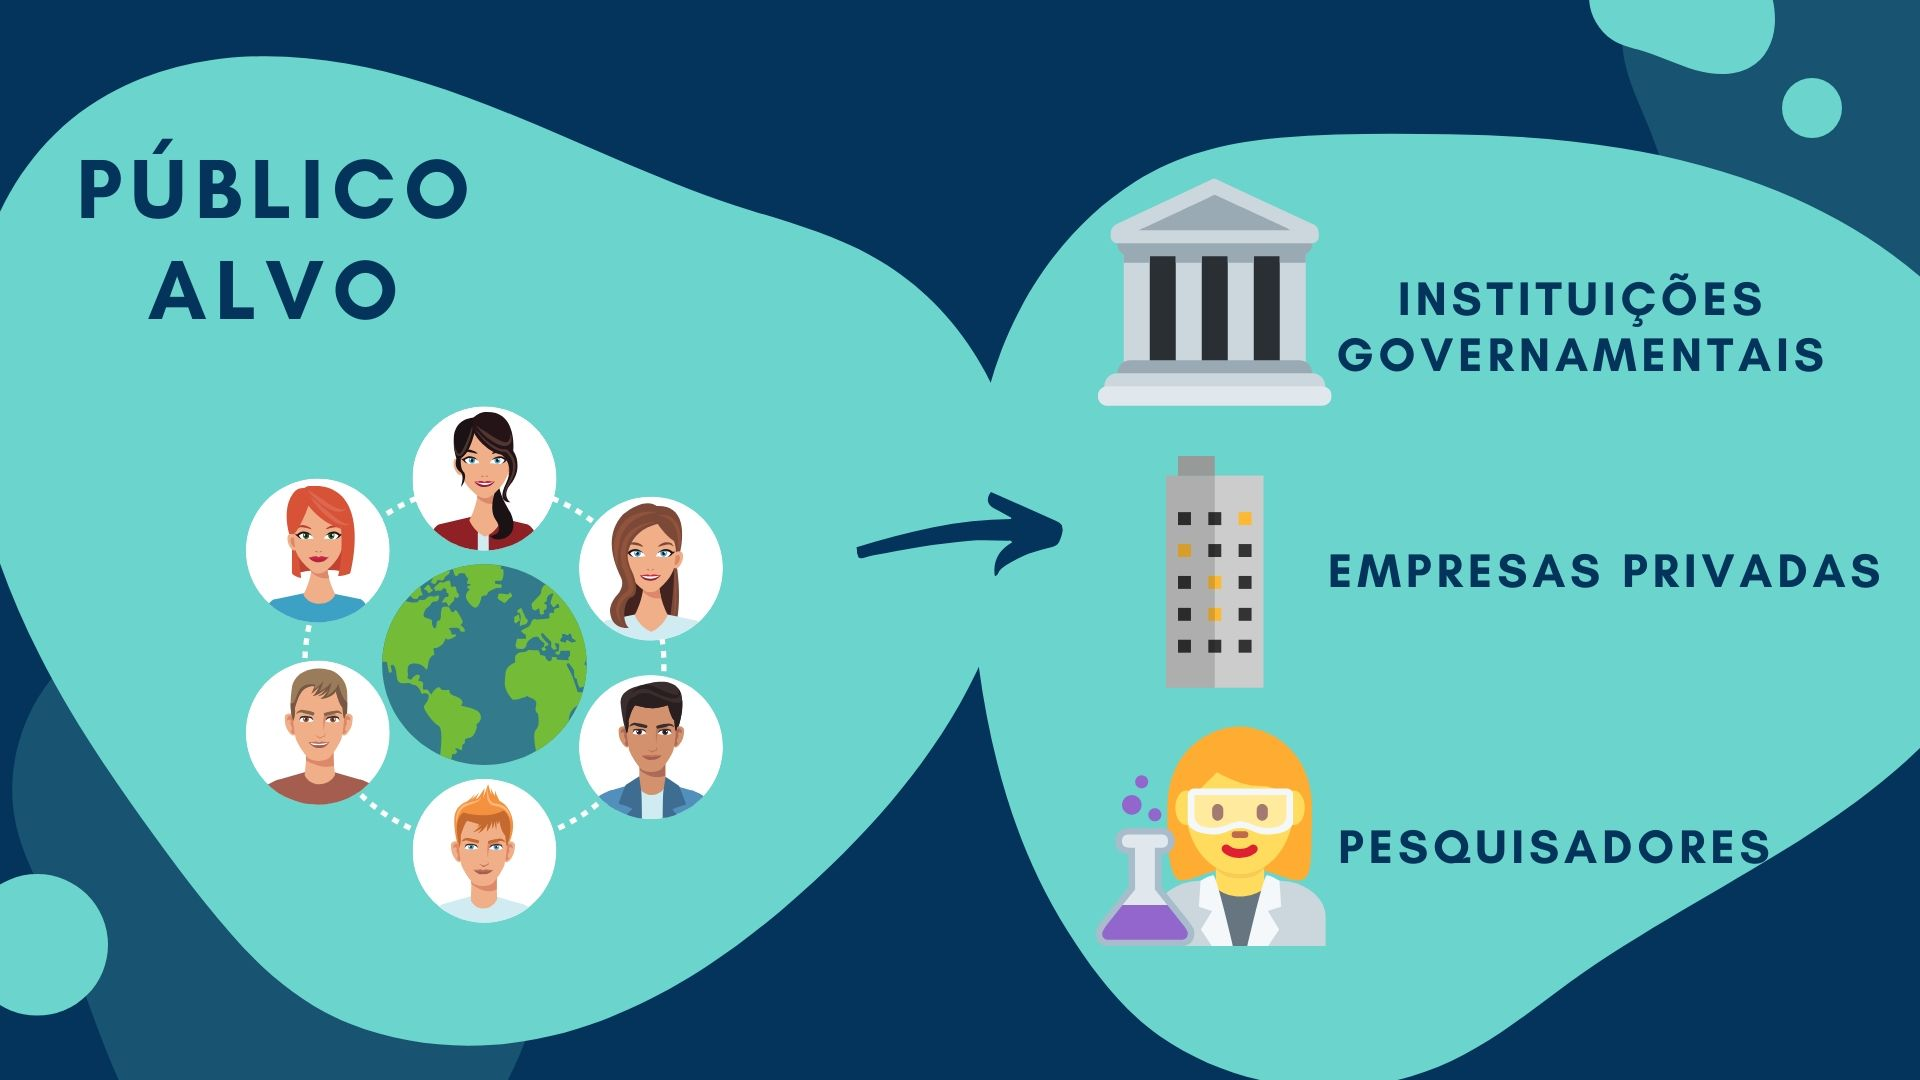 PÚBLICO
ALVO
INSTITUIÇÕES
GOVERNAMENTAIS
EMPRESAS PRIVADAS
PESQUISADORES